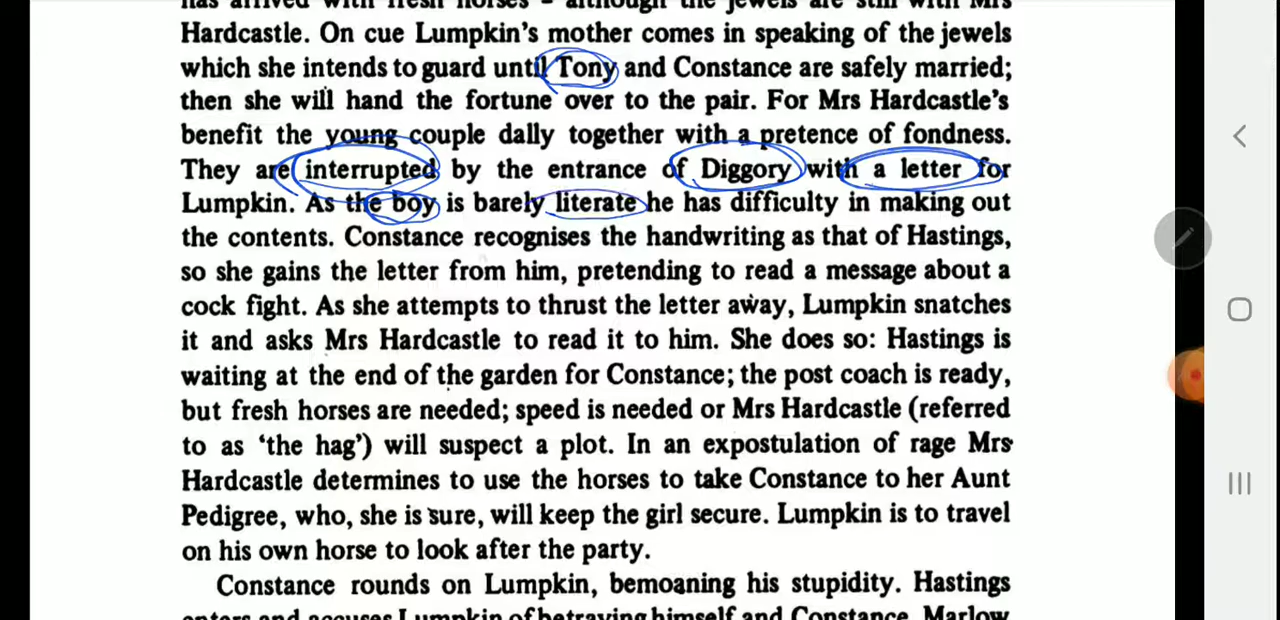 has arrived with fresh horses – although the jewels are still with Mrs
Hardcastle. On cue Lumpkin's mother comes in speaking of the jewels
which she intends to guard until Tony and Constance are safely married;
then she will hand the fortune over to the pair. For Mrs Hardcastle's
benefit the young couple dally together with a pretence of fondness.
They are interrupted by the entrance of Diggory with a letter for
Lumpkin. As the boy is barely literate he has difficulty in making out
the contents. Constance recognises the handwriting as that of Hastings,
so she gains the letter from him, pretending to read a message about a
cock fight. As she attempts to thrust the letter away, Lumpkin snatches
it and asks Mrs Hardcastle to read it to him. She does so: Hastings is
waiting at the end of the garden for Constance; the post coach is ready,
but fresh horses are needed; speed is needed or Mrs Hardcastle (referred
to as ‘the hag’) will suspect a plot. In an expostulation of rage Mrs
Hardcastle determines to use the horses to take Constance to her Aunt
Pedigree, who, she is sure, will keep the girl secure. Lumpkin is to travel
on his own horse to look after the party.
Constance rounds on Lumpkin, bemoaning his stupidity. Hastings
enters and accuses Lumpkin of betraying himself and Constance. Marlow